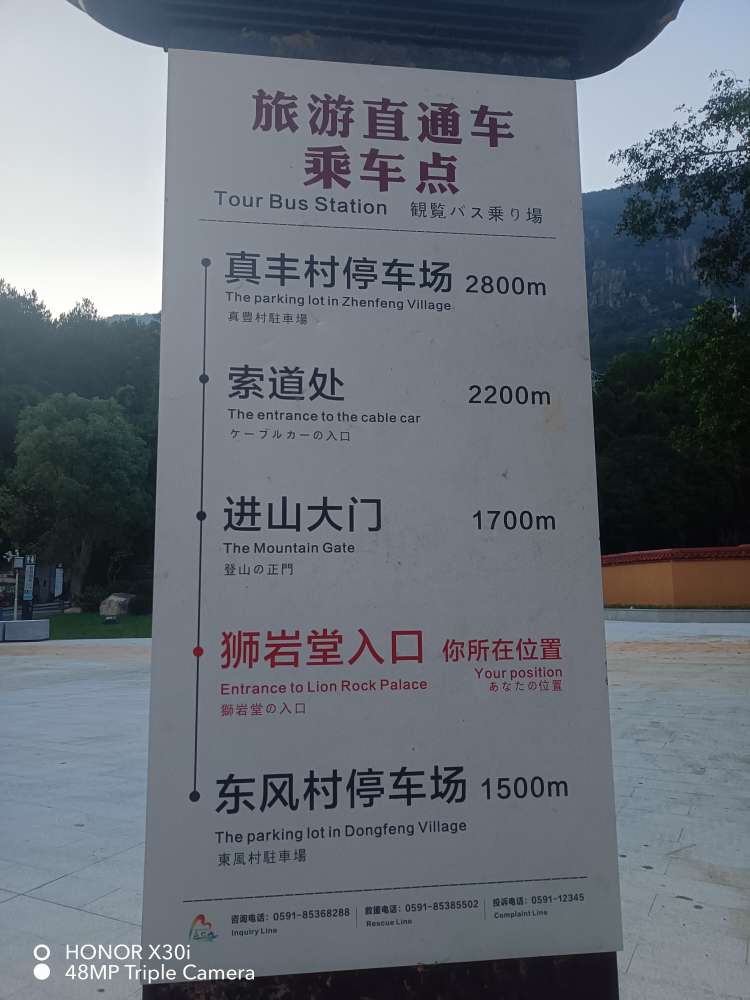 旅游直通车
乘车点
Tour Bus Station 観覧バス乗り場
真丰村停车场 2800m
The parking lot in Zhenfeng Village
真豊村駐車場
索道处 2200m
The entrance to the cable car
ケーブルカーの入口
进山大门 1700m
The Mountain Gate
登山の正門
狮岩堂入口 你所在位置
Entrance to Lion Rock Palace Your position
獅岩堂の入口 あなたの位置
东风村停车场 1500m
The parking lot in Dongfeng Village
東風村駐車場
咨询电话：0591-85368288 救援电话：0591-85385502 投诉电话：0591-12345
Inquiry Line Rescue Line Complaint Line
HONOR X30i
48MP Triple Camera